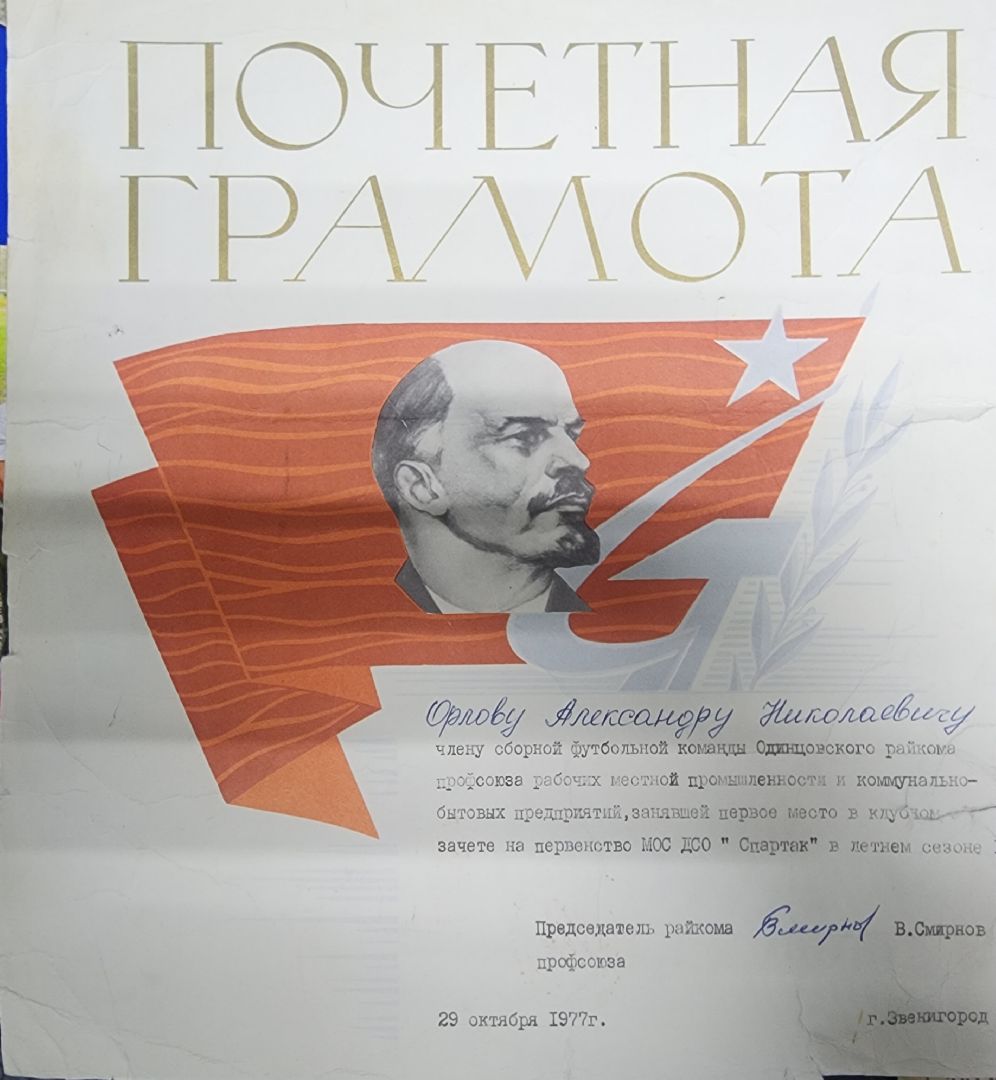 ПОЧЕТНАЯ
ГРАМОТА
Орлову Александру Николаевичу
члену сборной футбольной команды Одинцовского райкома
профсоюза рабочих местной промышленности и коммунально-
бытовых предприятий,занявшей первое место в клубном
зачете на первенство МОС ДСО " Спартак" в летнем сезоне
Председатель райкома Смирнов В.Смирнов
профсоюза
29 октября 1977г. г.Звенигород